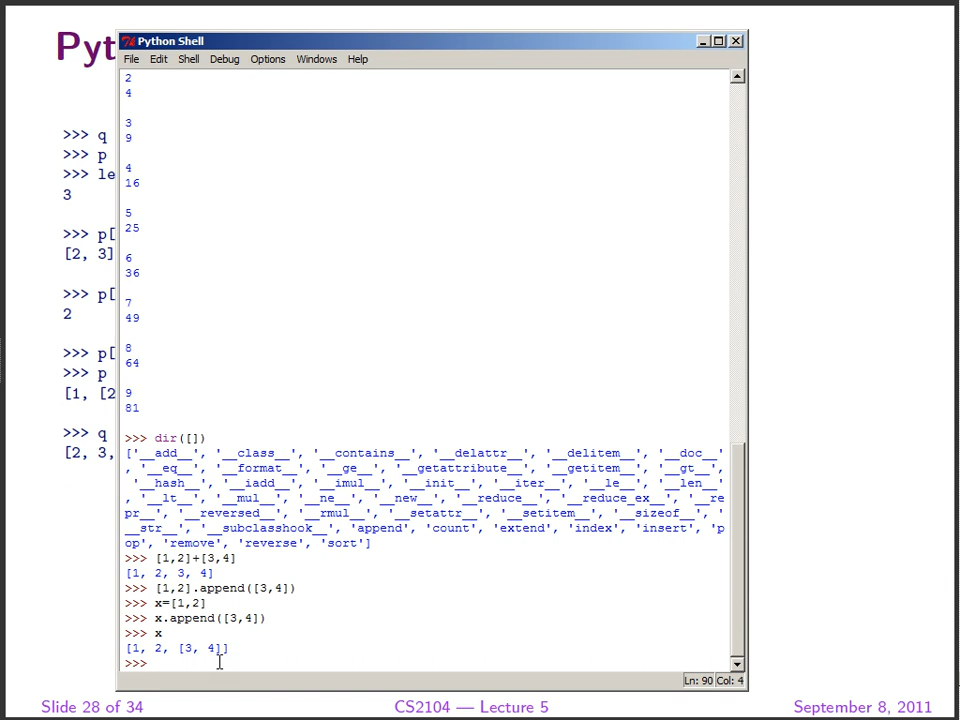 Pyt
Python Shell
File Edit Shell Debug Options Windows Help
>>> q
>>> p
>>> le
3
>>> p[
[2, 3]
>>> p[
2
>>> p[
>>> p
[1, [2
>>> q
[2, 3,
2
4
3
9
4
16
5
25
6
36
7
49
8
64
9
81
>>> dir([])
['__add__', '__class__', '__contains__', '__delattr__', '__delitem__', '__doc__'
, '__eq__', '__format__', '__ge__', '__getattribute__', '__getitem__', '__gt__',
'__hash__', '__iadd__', '__imul__', '__init__', '__iter__', '__le__', '__len__'
, '__lt__', '__mul__', '__ne__', '__new__', '__reduce__', '__reduce_ex__', '__re
pr__', '__reversed__', '__rmul__', '__setattr__', '__setitem__', '__sizeof__', '
__str__', '__subclasshook__', 'append', 'count', 'extend', 'index', 'insert', 'p
op', 'remove', 'reverse', 'sort']
>>> [1,2]+[3,4]
[1, 2, 3, 4]
>>> [1,2].append([3,4])
>>> x=[1,2]
>>> x.append([3,4])
>>> x
[1, 2, [3, 4]]
>>>
Ln: 90 Col: 4
Slide 28 of 34 CS2104 — Lecture 5 September 8, 2011